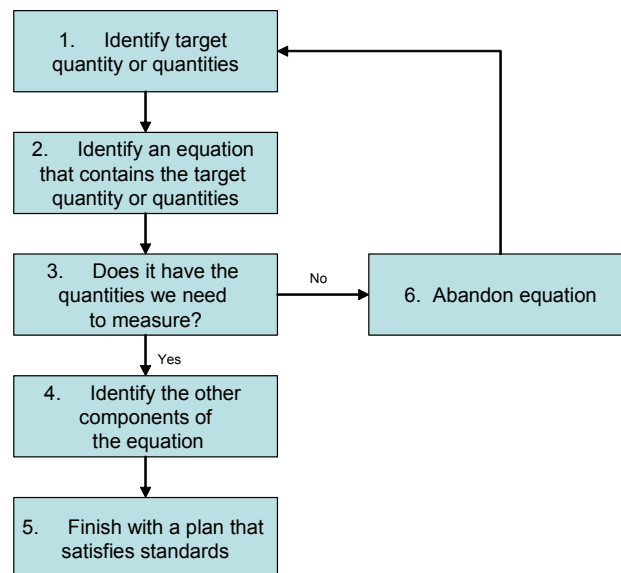 1. Identify target
quantity or quantities
2. Identify an equation
that contains the target
quantity or quantities
3. Does it have the
quantities we need
to measure?
No
6. Abandon equation
Yes
4. Identify the other
components of
the equation
5. Finish with a plan that
satisfies standards